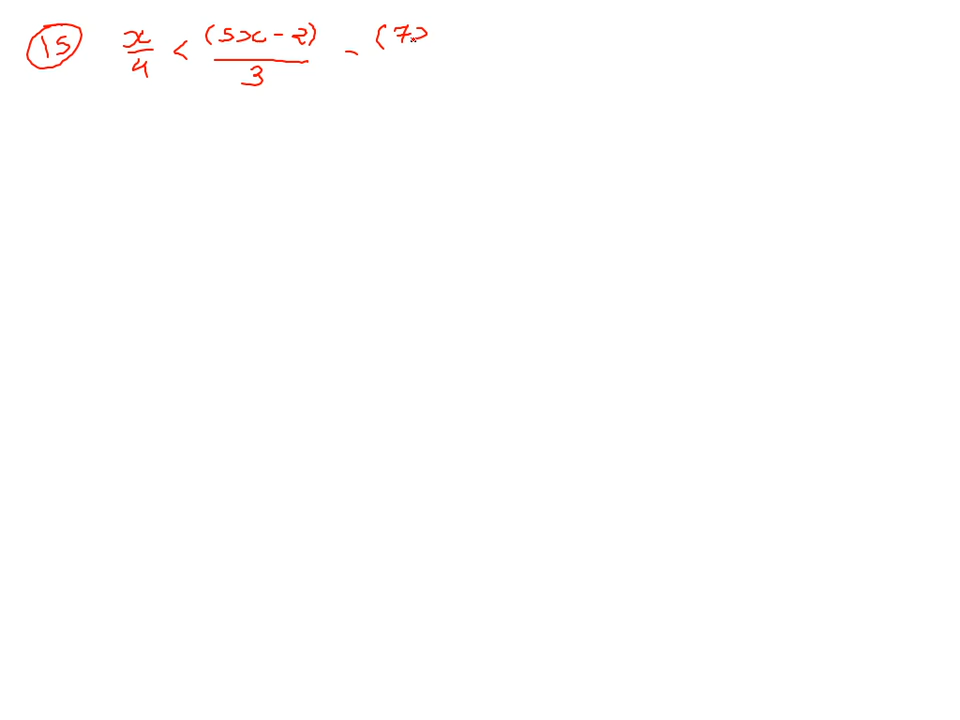 (15) x/4 < (5x - 2)/3 - (7